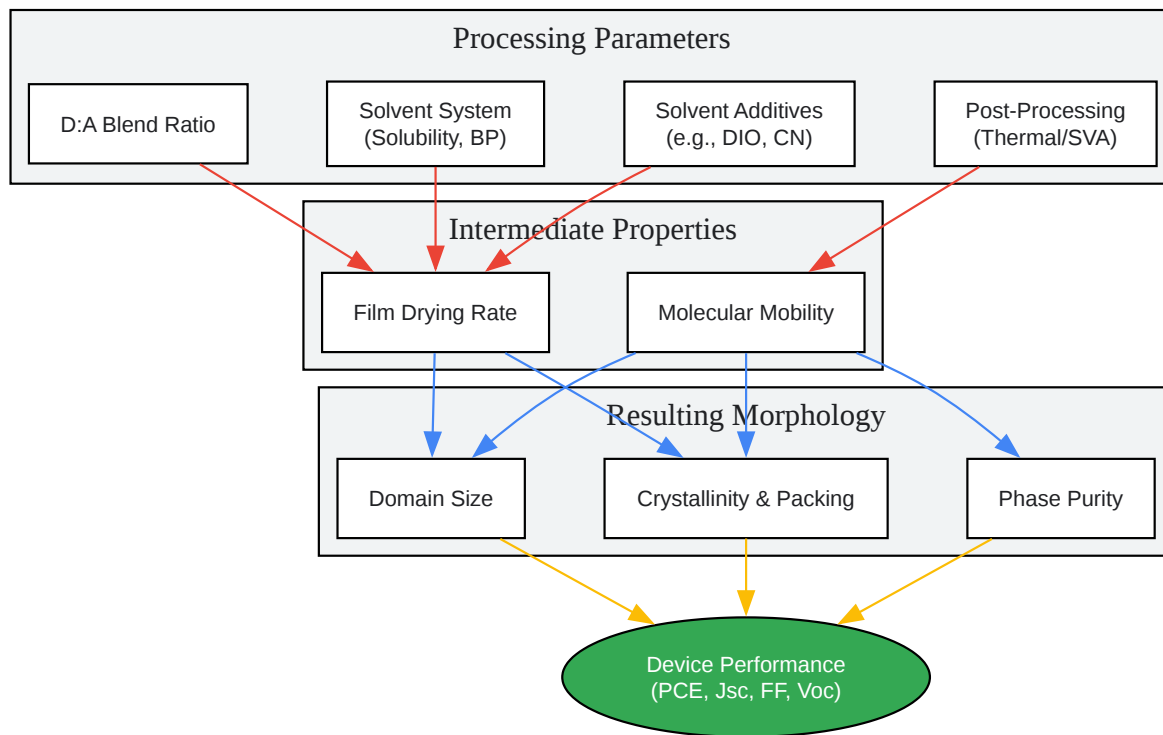 Processing Parameters
D:A Blend Ratio
Solvent System
(Solubility, BP)
Solvent Additives
(e.g., DIO, CN)
Post-Processing
(Thermal/SVA)
Intermediate Properties
Film Drying Rate
Molecular Mobility
Resulting Morphology
Domain Size
Crystallinity & Packing
Phase Purity
Device Performance
(PCE, Jsc, FF, Voc)